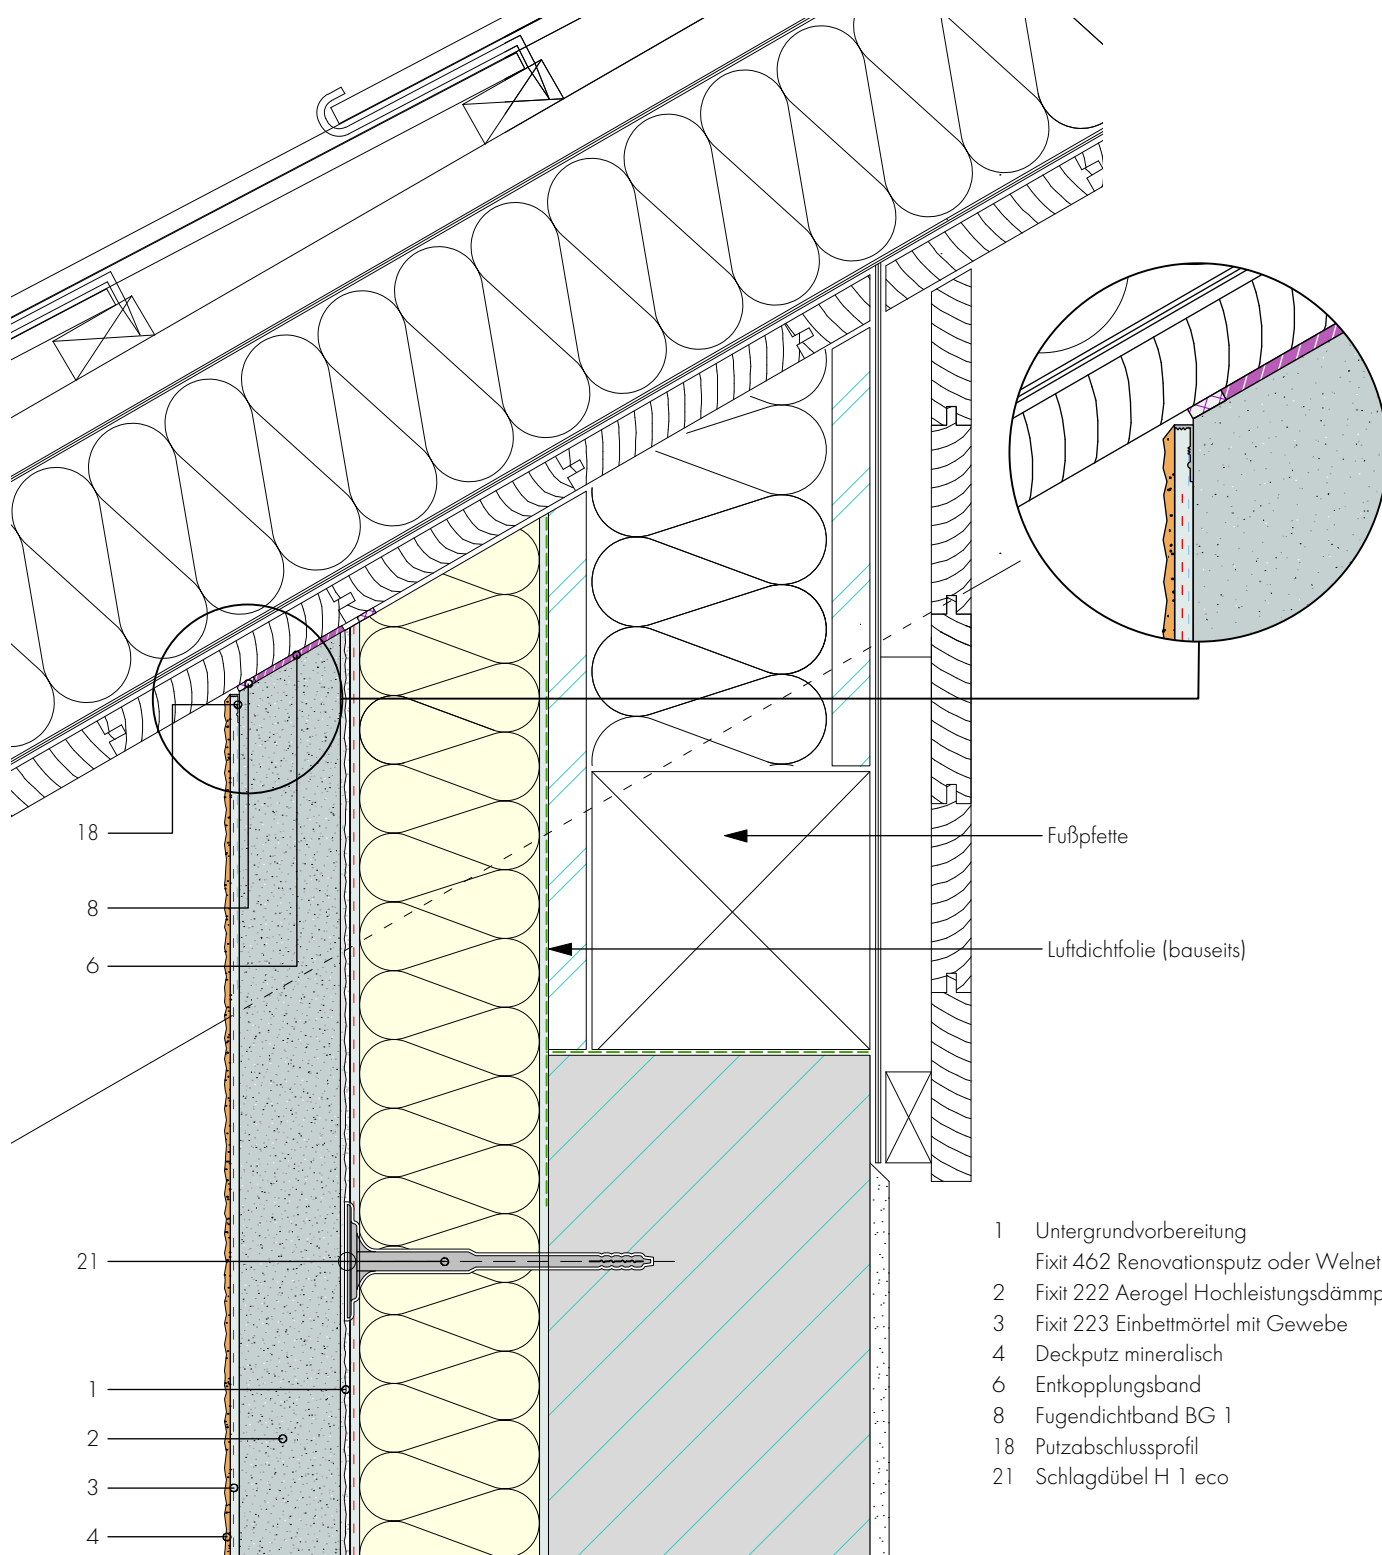 18
8
6
21
1
2
3
4
Fußpfette
Luftdichtfolie (bauseits)
1 Untergrundvorbereitung
Fixit 462 Renovationsputz oder Welnet
2 Fixit 222 Aerogel
3 Fixit 223 Einbettmörtel mit Gewebe
4 Deckputz mineralisch
6 Entkopplungsband
8 Fugendichtband BG 1
18 Putzabschlussprofil
21 Schlagdübel H 1 eco